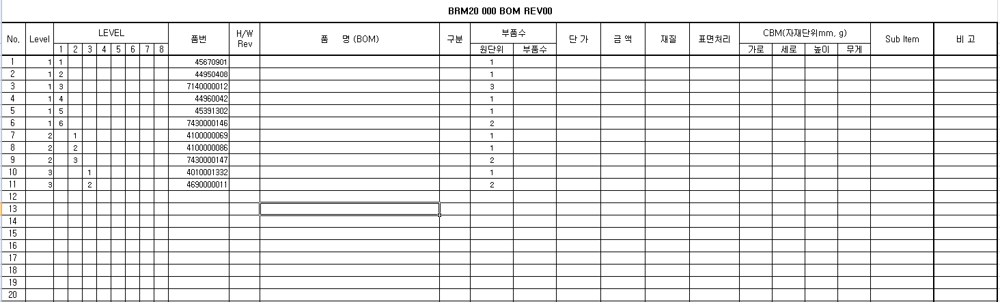 BRM20 000 BOM REV00
No. Level LEVEL 품번 H/W Rev 품 명 (BOM) 구분 부품수 단 가 금 액 재질 표면처리 CBM(자재단위mm, g) Sub Item 비 고
1 2 3 4 5 6 7 8 원단위 부품수 가로 세로 높이 무게
1 1 1 45670901 1
2 1 2 44950408 1
3 1 3 7140000012 3
4 1 4 44960042 1
5 1 5 45391302 1
6 1 6 7430000146 2
7 2 1 4100000069 1
8 2 2 4100000086 1
9 2 3 7430000147 2
10 3 1 4010001332 1
11 3 2 4690000011 2
12
13
14
15
16
17
18
19
20